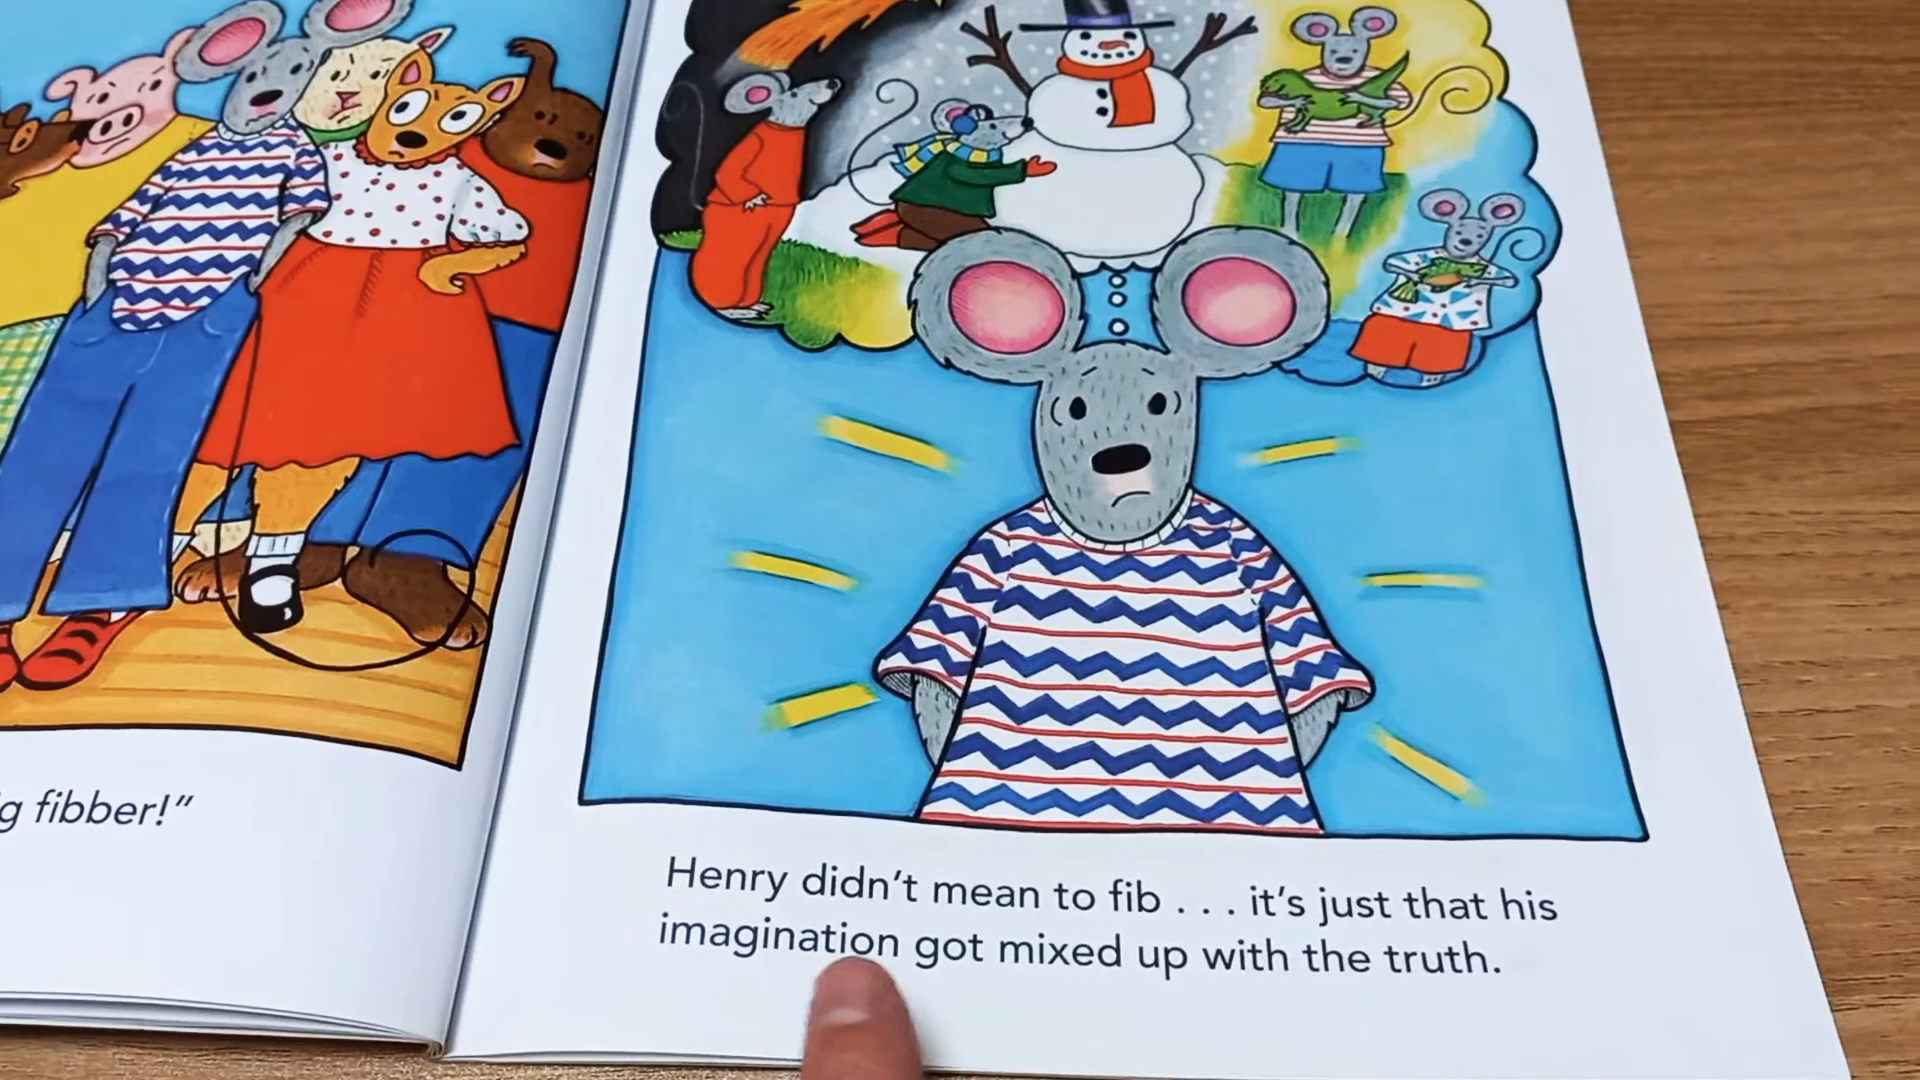 fibber!”
Henry didn’t mean to fib . . . it’s just that his
imagination got mixed up with the truth.